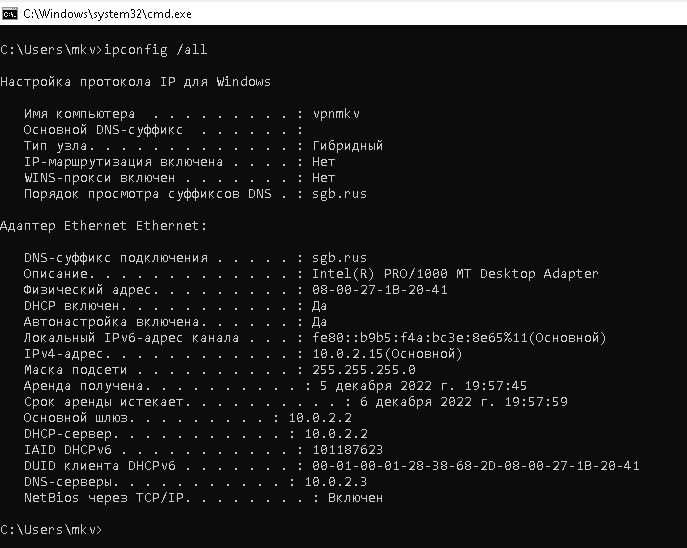 C:\Windows\system32\cmd.exe
C:\Users\mkv>ipconfig /all
Настройка протокола IP для Windows
Имя компьютера . . . . . . . . . : vpnmkv
Основной DNS-суффикс . . . . . . :
Тип узла. . . . . . . . . . . . . : Гибридный
IP-маршрутизация включена . . . . : Нет
WINS-прокси включен . . . . . . . : Нет
Порядок просмотра суффиксов DNS . : sgb.rus
Адаптер Ethernet Ethernet:
DNS-суффикс подключения . . . . . : sgb.rus
Описание. . . . . . . . . . . . . : Intel(R) PRO/1000 MT Desktop Adapter
Физический адрес. . . . . . . . . : 08-00-27-1B-20-41
DHCP включен. . . . . . . . . . . : Да
Автонастройка включена. . . . . . : Да
Локальный IPv6-адрес канала . . . : fe80::b9b5:f4a:bc3e:8e65%11(Основной)
IPv4-адрес. . . . . . . . . . . . : 10.0.2.15(Основной)
Маска подсети . . . . . . . . . . : 255.255.255.0
Аренда получена. . . . . . . . . . : 5 декабря 2022 г. 19:57:45
Срок аренды истекает. . . . . . . . . . : 6 декабря 2022 г. 19:57:59
Основной шлюз. . . . . . . . . : 10.0.2.2
DHCP-сервер. . . . . . . . . . . : 10.0.2.2
IAID DHCPv6 . . . . . . . . . . . : 101187623
DUID клиента DHCPv6 . . . . . . . : 00-01-00-01-28-38-68-2D-08-00-27-1B-20-41
DNS-серверы. . . . . . . . . . . : 10.0.2.3
NetBios через TCP/IP. . . . . . . . : Включен
C:\Users\mkv>